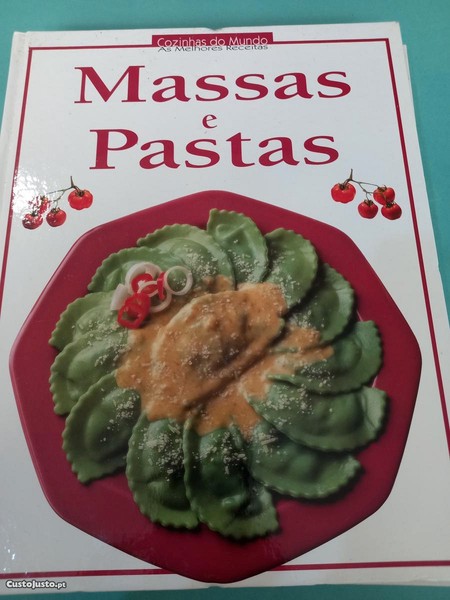 Cozinhas do Mundo
As Melhores Receitas
Massas
e
Pastas
CustoJusto.pt